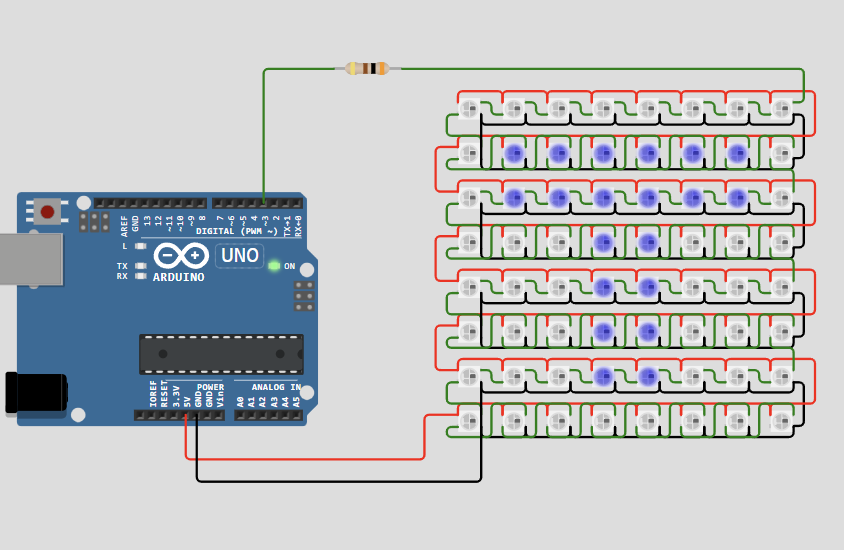 AREF
GND
13
12
~11
~10
~9
8
7
~6
~5
4
~3
2
TX→1
RX←0
DIGITAL (PWM ~)
L
TX
RX
ARDUINO
UNO
ON
IOREF
RESET
3.3V
5V
GND
GND
Vin
POWER
ANALOG IN
A0
A1
A2
A3
A4
A5